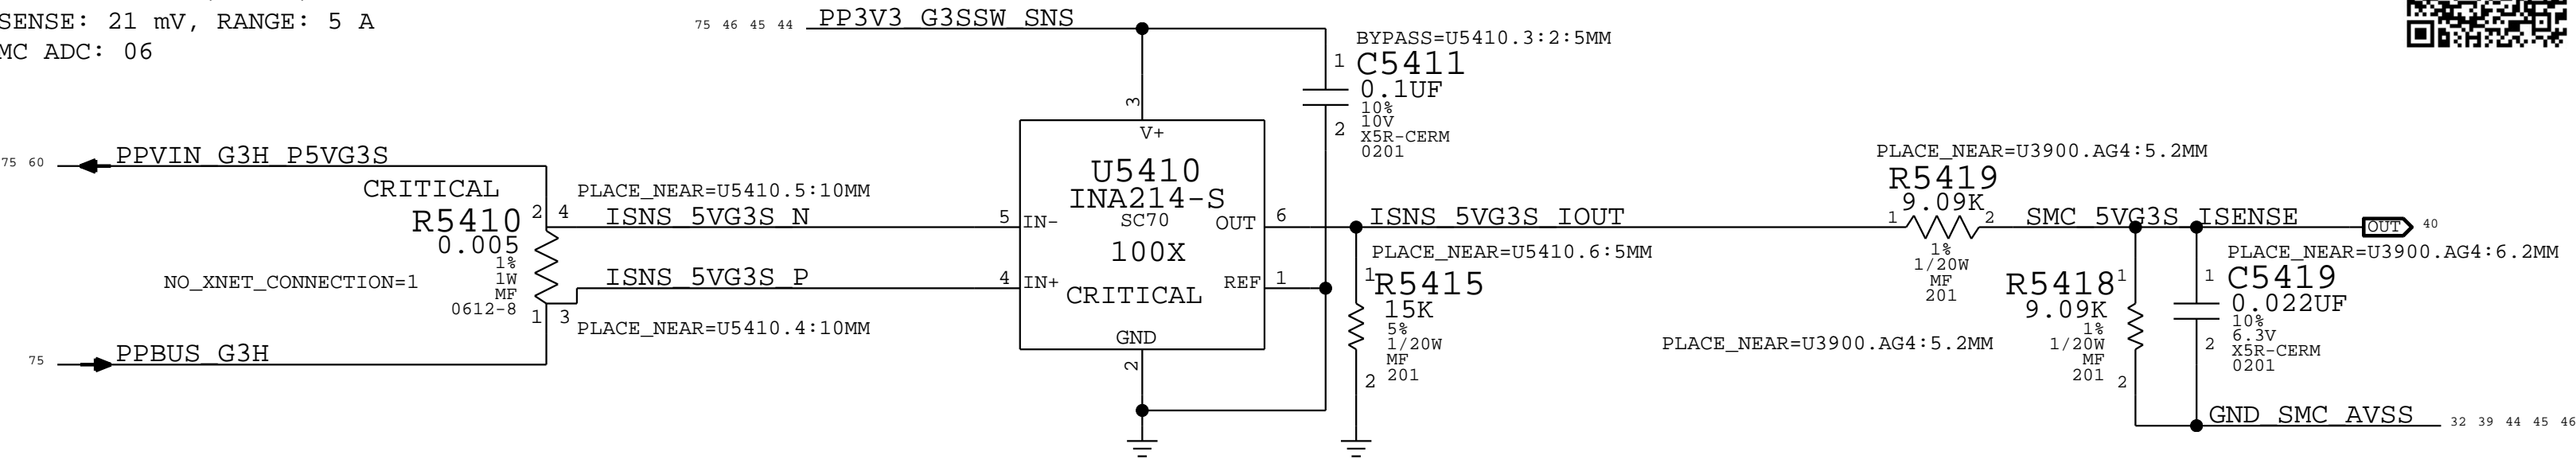 SENSE: 21 mV, RANGE: 5 A
MC ADC: 06
75 46 45 44 PP3V3_G3SSW_SNS
BYPASS=U5410.3:2:5MM
1 C5411
0.1UF
10%
10V
X5R-CERM
0201
2
3
V+
U5410
INA214-S
SC70
100X
CRITICAL
5 IN-
4 IN+
OUT 6
REF 1
GND
2
75 60 PPVIN_G3H_P5VG3S
CRITICAL
R5410
0.005
1%
1W
MF
0612-8
2 4
1 3
NO_XNET_CONNECTION=1
PLACE_NEAR=U5410.5:10MM
ISNS_5VG3S_N
ISNS_5VG3S_P
PLACE_NEAR=U5410.4:10MM
75 PPBUS_G3H
ISNS_5VG3S_IOUT
PLACE_NEAR=U5410.6:5MM
1 R5415
15K
5%
1/20W
MF
201
2
PLACE_NEAR=U3900.AG4:5.2MM
R5419
9.09K
1 2
1%
1/20W
MF
201
SMC_5VG3S_ISENSE
OUT 40
PLACE_NEAR=U3900.AG4:6.2MM
R5418 1
9.09K
1%
1/20W
MF
201 2
PLACE_NEAR=U3900.AG4:5.2MM
1 C5419
0.022UF
10%
6.3V
X5R-CERM
0201
2
GND_SMC_AVSS 32 39 44 45 46